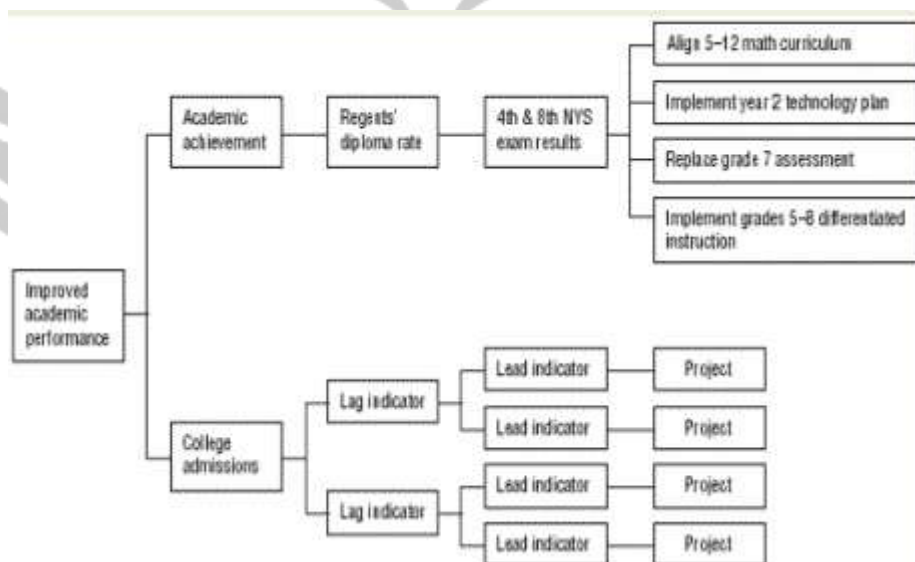 Align 5–12 math curriculum
Academic
achievement
Regents'
diploma rate
4th & 8th NYS
exam results
Implement year 2 technology plan
Replace grade 7 assessment
Implement grades 5–8 differentiated
instruction
Improved
academic
performance
College
admissions
Lag indicator
Lead indicator
Project
Lead indicator
Project
Lag indicator
Lead indicator
Project
Lead indicator
Project